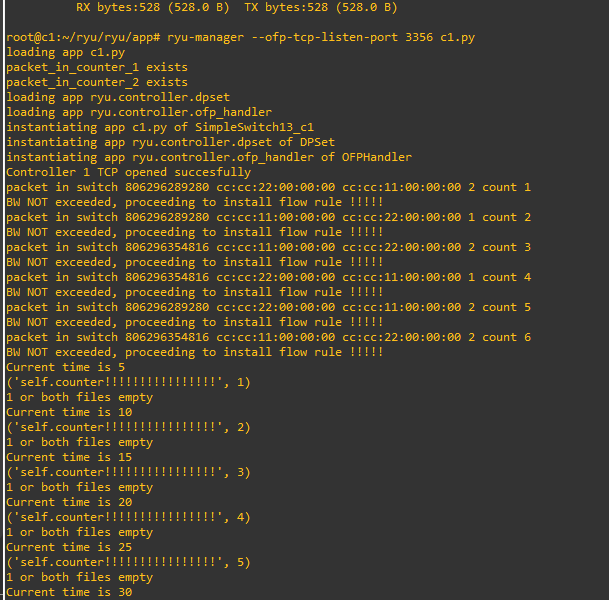 RX bytes:528 (528.0 B)  TX bytes:528 (528.0 B)
root@c1:~/ryu/ryu/app# ryu-manager --ofp-tcp-listen-port 3356 c1.py
loading app c1.py
packet_in_counter_1 exists
packet_in_counter_2 exists
loading app ryu.controller.dpset
loading app ryu.controller.ofp_handler
instantiating app c1.py of SimpleSwitch13_c1
instantiating app ryu.controller.dpset of DPSet
instantiating app ryu.controller.ofp_handler of OFPHandler
Controller 1 TCP opened succesfully
packet in switch 806296289280 cc:cc:22:00:00:00 cc:cc:11:00:00:00 2 count 1
BW NOT exceeded, proceeding to install flow rule !!!!!
packet in switch 806296289280 cc:cc:11:00:00:00 cc:cc:22:00:00:00 1 count 2
BW NOT exceeded, proceeding to install flow rule !!!!!
packet in switch 806296354816 cc:cc:11:00:00:00 cc:cc:22:00:00:00 2 count 3
BW NOT exceeded, proceeding to install flow rule !!!!!
packet in switch 806296354816 cc:cc:22:00:00:00 cc:cc:11:00:00:00 1 count 4
BW NOT exceeded, proceeding to install flow rule !!!!!
packet in switch 806296289280 cc:cc:11:00:00:00 cc:cc:22:00:00:00 2 count 5
BW NOT exceeded, proceeding to install flow rule !!!!!
packet in switch 806296354816 cc:cc:11:00:00:00 cc:cc:22:00:00:00 2 count 6
BW NOT exceeded, proceeding to install flow rule !!!!!
Current time is 5
('self.counter!!!!!!!!!!!!!!!!', 1)
1 or both files empty
Current time is 10
('self.counter!!!!!!!!!!!!!!!!', 2)
1 or both files empty
Current time is 15
('self.counter!!!!!!!!!!!!!!!!', 3)
1 or both files empty
Current time is 20
('self.counter!!!!!!!!!!!!!!!!', 4)
1 or both files empty
Current time is 25
('self.counter!!!!!!!!!!!!!!!!', 5)
1 or both files empty
Current time is 30